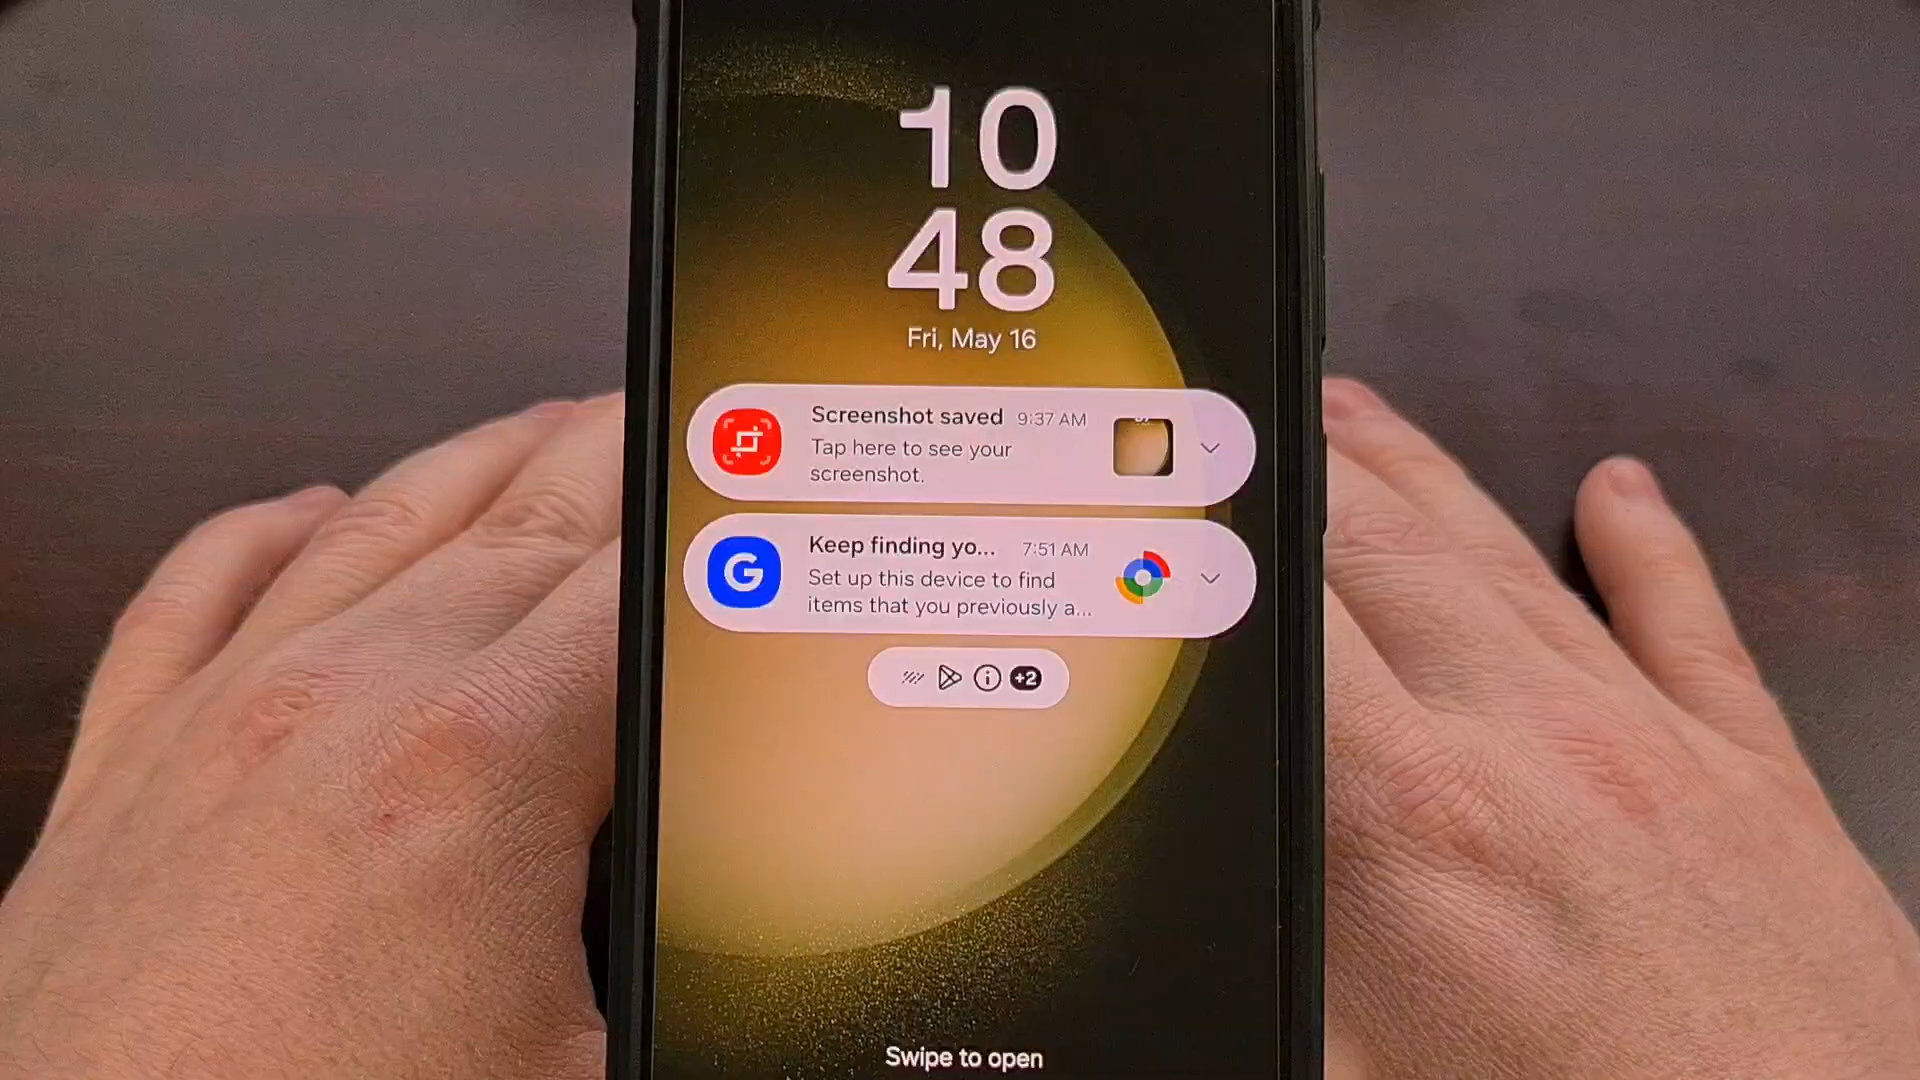 10
48
Fri, May 16
Screenshot saved 9:37 AM
Tap here to see your
screenshot.
G
Keep finding yo... 7:51 AM
Set up this device to find
items that you previously a...
+2
Swipe to open